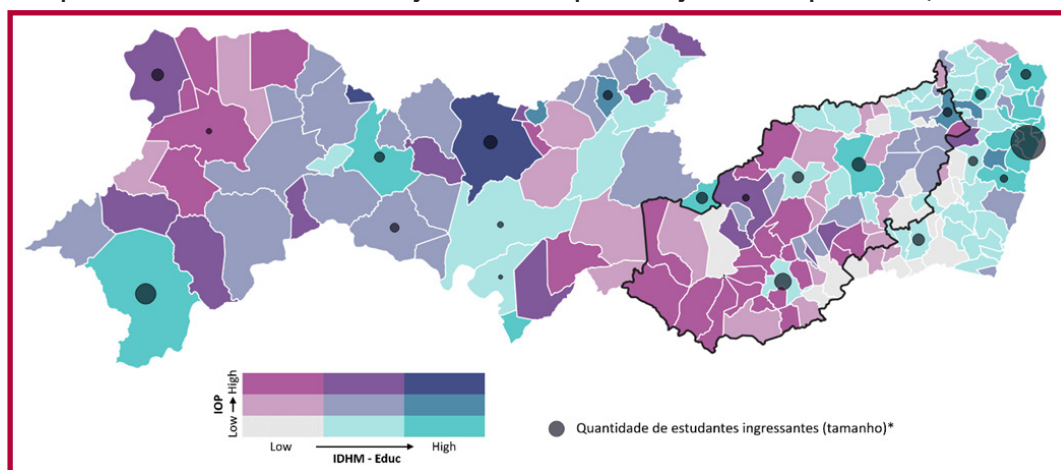 High
IOP
Low
Low
High
IDHM - Educ
Quantidade de estudantes ingressantes (tamanho)*